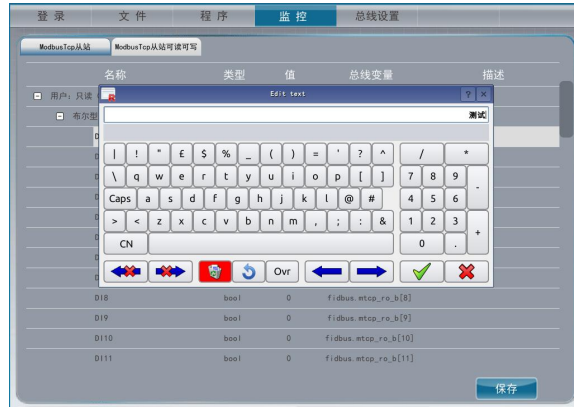 登录 文件 程序 监控 总线设置
ModbusTcp从站 ModbusTcp从站可读可写
名称 类型 值 总线变量 描述
用户：只读
Edit text ? ×
布尔型
测试
| ! " £ $ % _ ( ) = ' ? ^ / *
\ q w e r t y u i o p [ ] 7 8 9 -
Caps a s d f g h j k l @ # 4 5 6
> < z x c v b n m , ; : & 1 2 3 +
CN 0 .
Ovr
DI8 bool 0 fidbus.mtcp_ro_b[8]
DI9 bool 0 fidbus.mtcp_ro_b[9]
DI10 bool 0 fidbus.mtcp_ro_b[10]
DI11 bool 0 fidbus.mtcp_ro_b[11]
保存